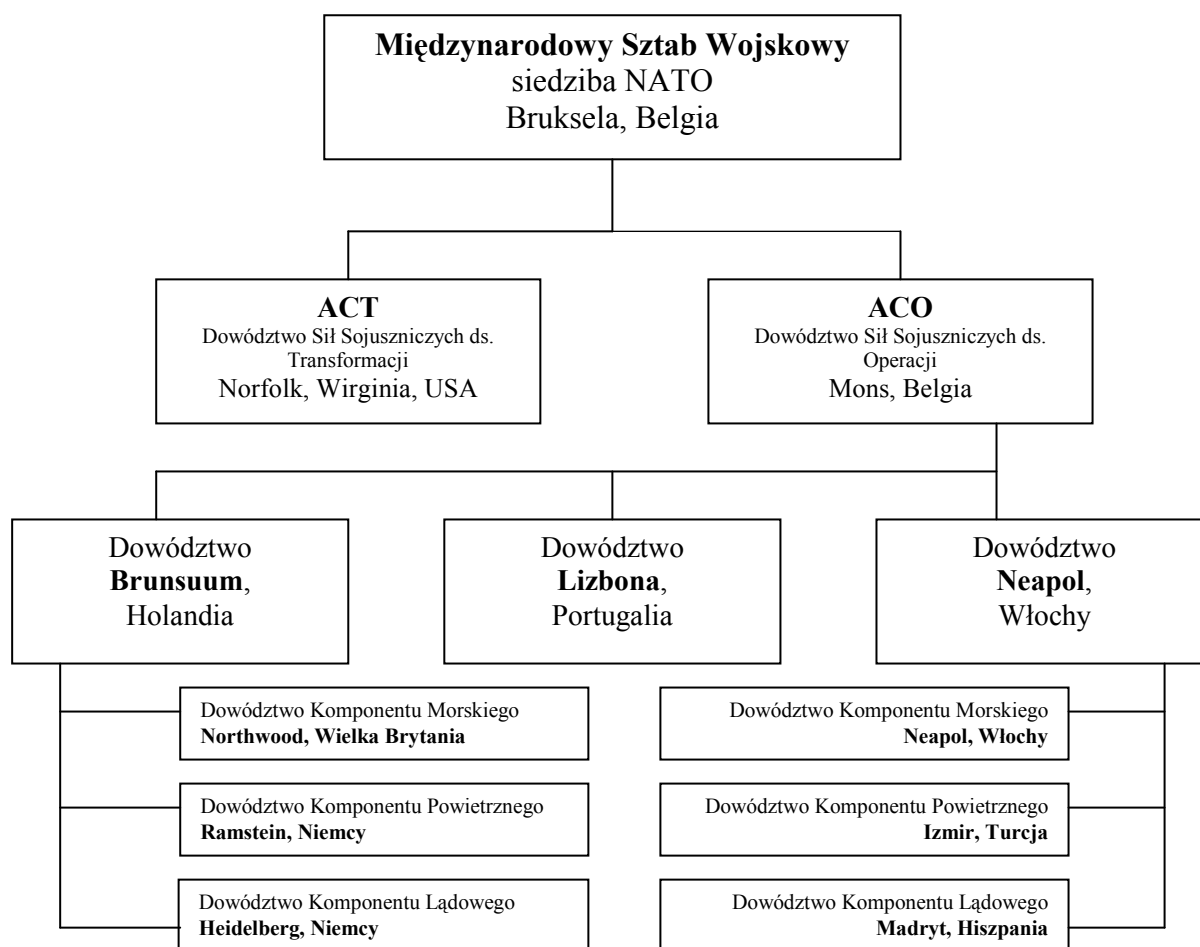 Międzynarodowy Sztab Wojskowy
siedziba NATO
Bruksela, Belgia
ACT
Dowództwo Sił Sojuszniczych ds.
Transformacji
Norfolk, Wirginia, USA
ACO
Dowództwo Sił Sojuszniczych ds.
Operacji
Mons, Belgia
Dowództwo
Brunsuum,
Holandia
Dowództwo
Lizbona,
Portugalia
Dowództwo
Neapol,
Włochy
Dowództwo Komponentu Morskiego
Northwood, Wielka Brytania
Dowództwo Komponentu Powietrznego
Ramstein, Niemcy
Dowództwo Komponentu Lądowego
Heidelberg, Niemcy
Dowództwo Komponentu Morskiego
Neapol, Włochy
Dowództwo Komponentu Powietrznego
Izmir, Turcja
Dowództwo Komponentu Lądowego
Madryt, Hiszpania